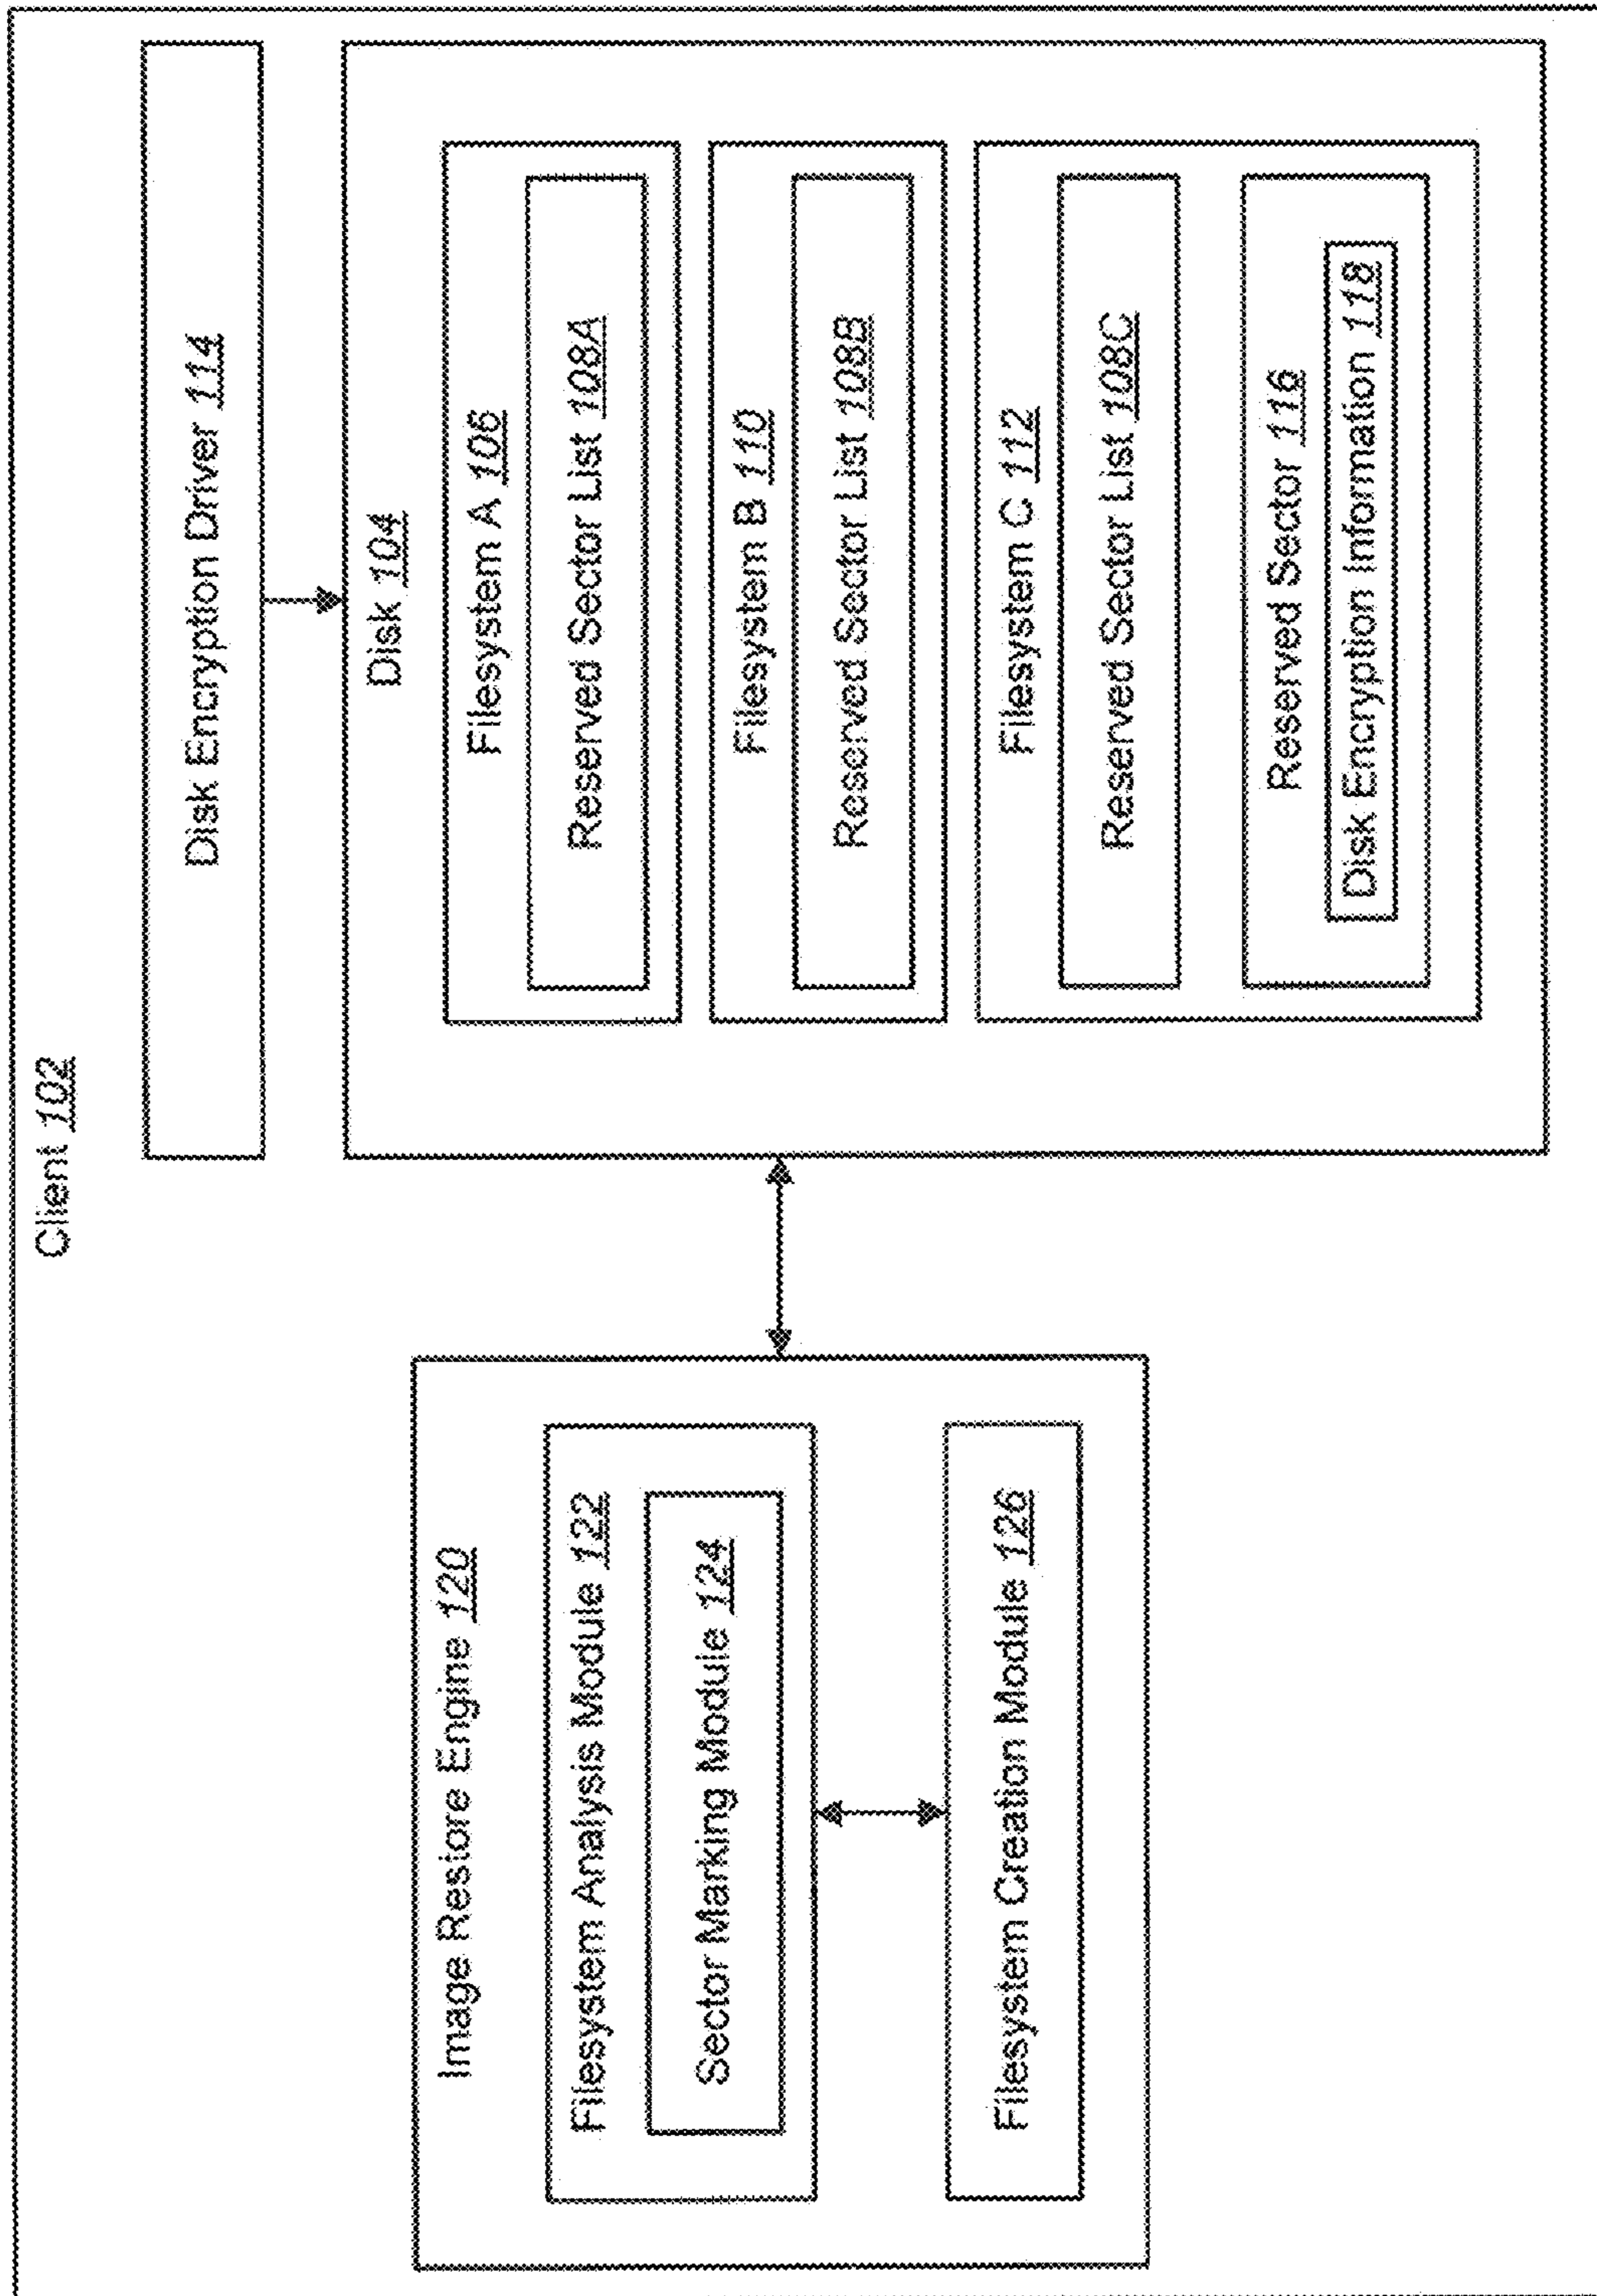 Client 102
Image Restore Engine 120
Filesystem Analysis Module 122
Sector Marking Module 124
Filesystem Creation Module 126
Disk Encryption Driver 114
Disk 104
Filesystem A 106
Reserved Sector List 108A
Filesystem B 110
Reserved Sector List 108B
Filesystem C 112
Reserved Sector List 108C
Reserved Sector 116
Disk Encryption Information 118